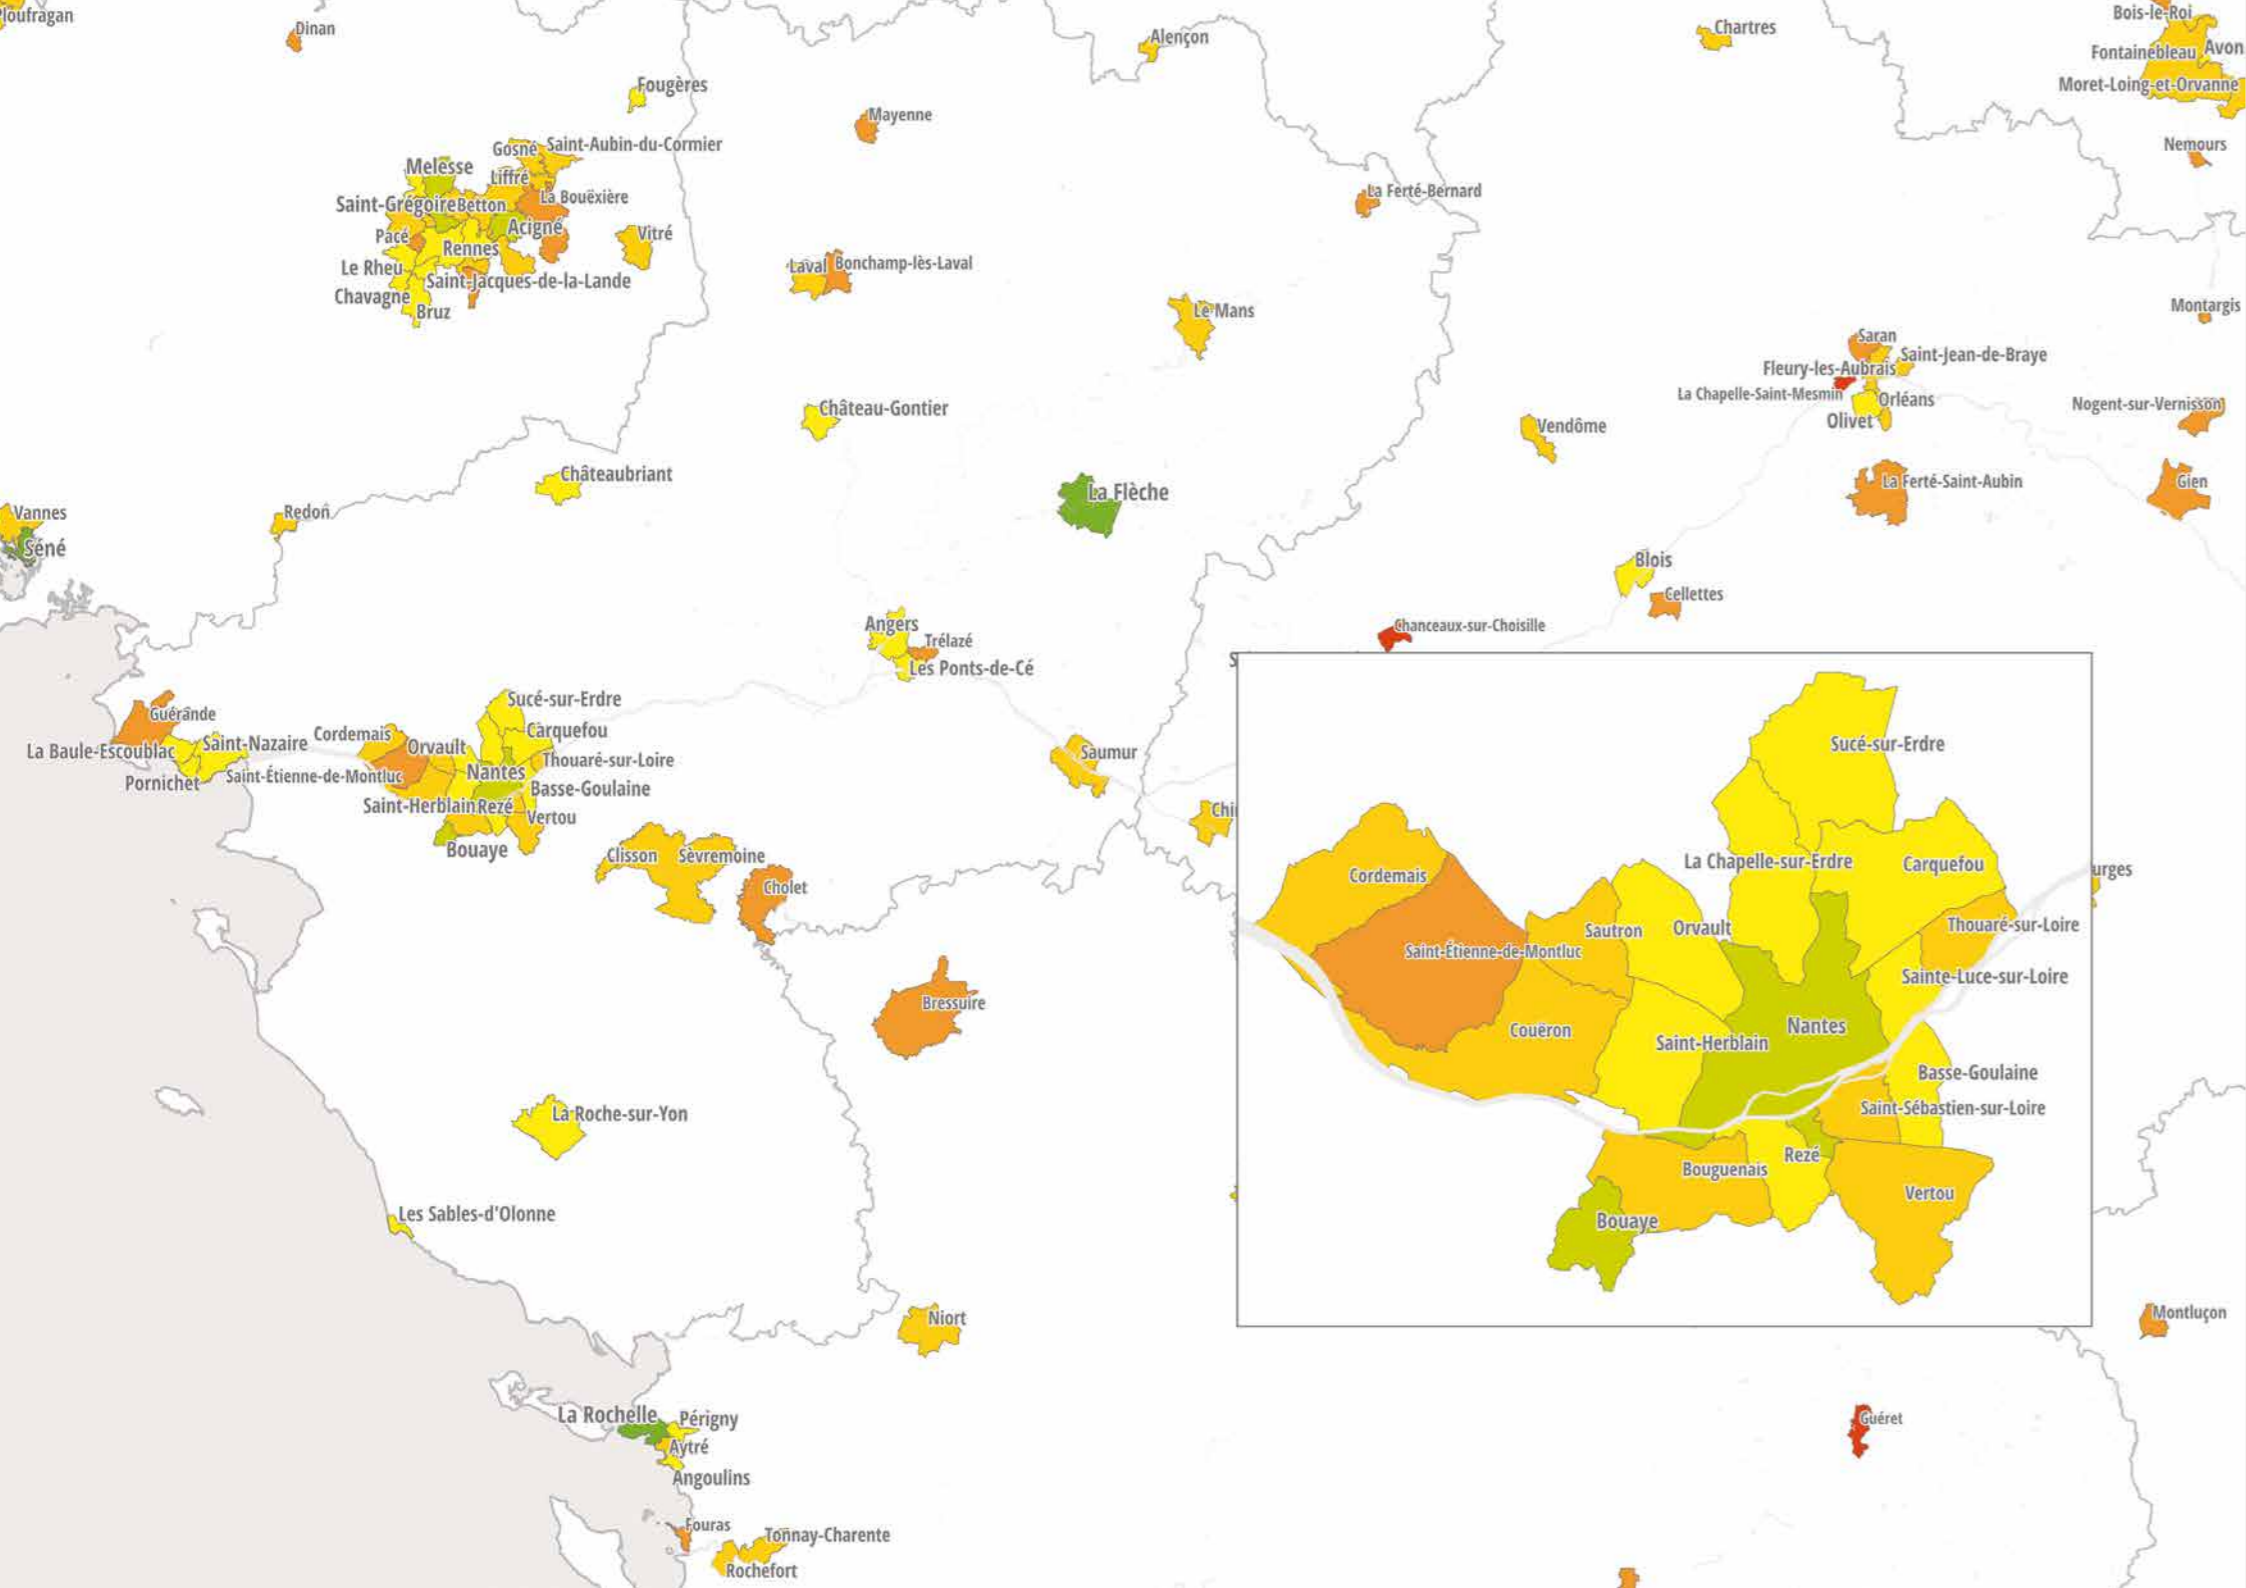 Ploufragan
Dinan
Alençon
Chartres
Bois-le-Roi
Fontainebleau
Avon
Moret-Loing-et-Orvanne
Fougères
Mayenne
Nemours
Gosné
Saint-Aubin-du-Cormier
Melesse
Liffré
La Bouëxière
La Ferté-Bernard
Saint-Grégoire
Betton
Acigné
Pacé
Rennes
Vitré
Le Rheu
Saint-Jacques-de-la-Lande
Laval
Bonchamp-lès-Laval
Chavagne
Bruz
Le Mans
Montargis
Saran
Saint-Jean-de-Braye
Fleury-les-Aubrais
La Chapelle-Saint-Mesmin
Orléans
Olivet
Nogent-sur-Vernisson
Château-Gontier
Vendôme
Châteaubriant
La Flèche
La Ferté-Saint-Aubin
Gien
Vannes
Redon
Séné
Blois
Cellettes
Angers
Trélazé
Les Ponts-de-Cé
Chanceaux-sur-Choisille
S
Guérande
Sucé-sur-Erdre
Cordemais
Orvault
Carquefou
La Baule-Escoublac
Saint-Nazaire
Thouaré-sur-Loire
Saumur
Pornichet
Saint-Étienne-de-Montluc
Nantes
Basse-Goulaine
Saint-Herblain
Rezé
Vertou
Chi
Bouaye
Clisson
Sèvremoine
Cholet
Bressuire
La Roche-sur-Yon
Les Sables-d'Olonne
Niort
La Rochelle
Périgny
Aytré
Angoulins
Fouras
Tonnay-Charente
Rochefort
Sucé-sur-Erdre
Cordemais
La Chapelle-sur-Erdre
Carquefou
urges
Sautron
Orvault
Thouaré-sur-Loire
Saint-Étienne-de-Montluc
Sainte-Luce-sur-Loire
Couëron
Saint-Herblain
Nantes
Basse-Goulaine
Saint-Sébastien-sur-Loire
Bouguenais
Rezé
Vertou
Bouaye
Montluçon
Guéret